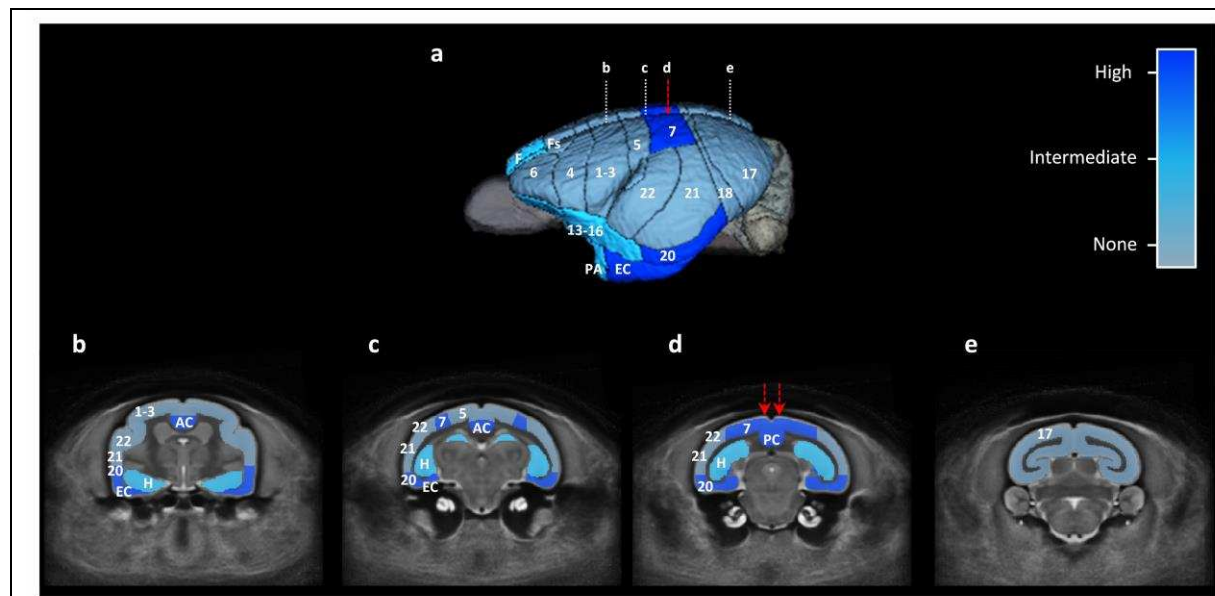 a
b c d e
High
Intermediate
None
F Fs 5 7
6 4 1-3 22 21 18 17
13-16
20
PA EC
b c d e
1-3 AC
22
21
20
H
EC
5
7
22 AC
21
H
20 EC
7
22 PC
21
H
20
17